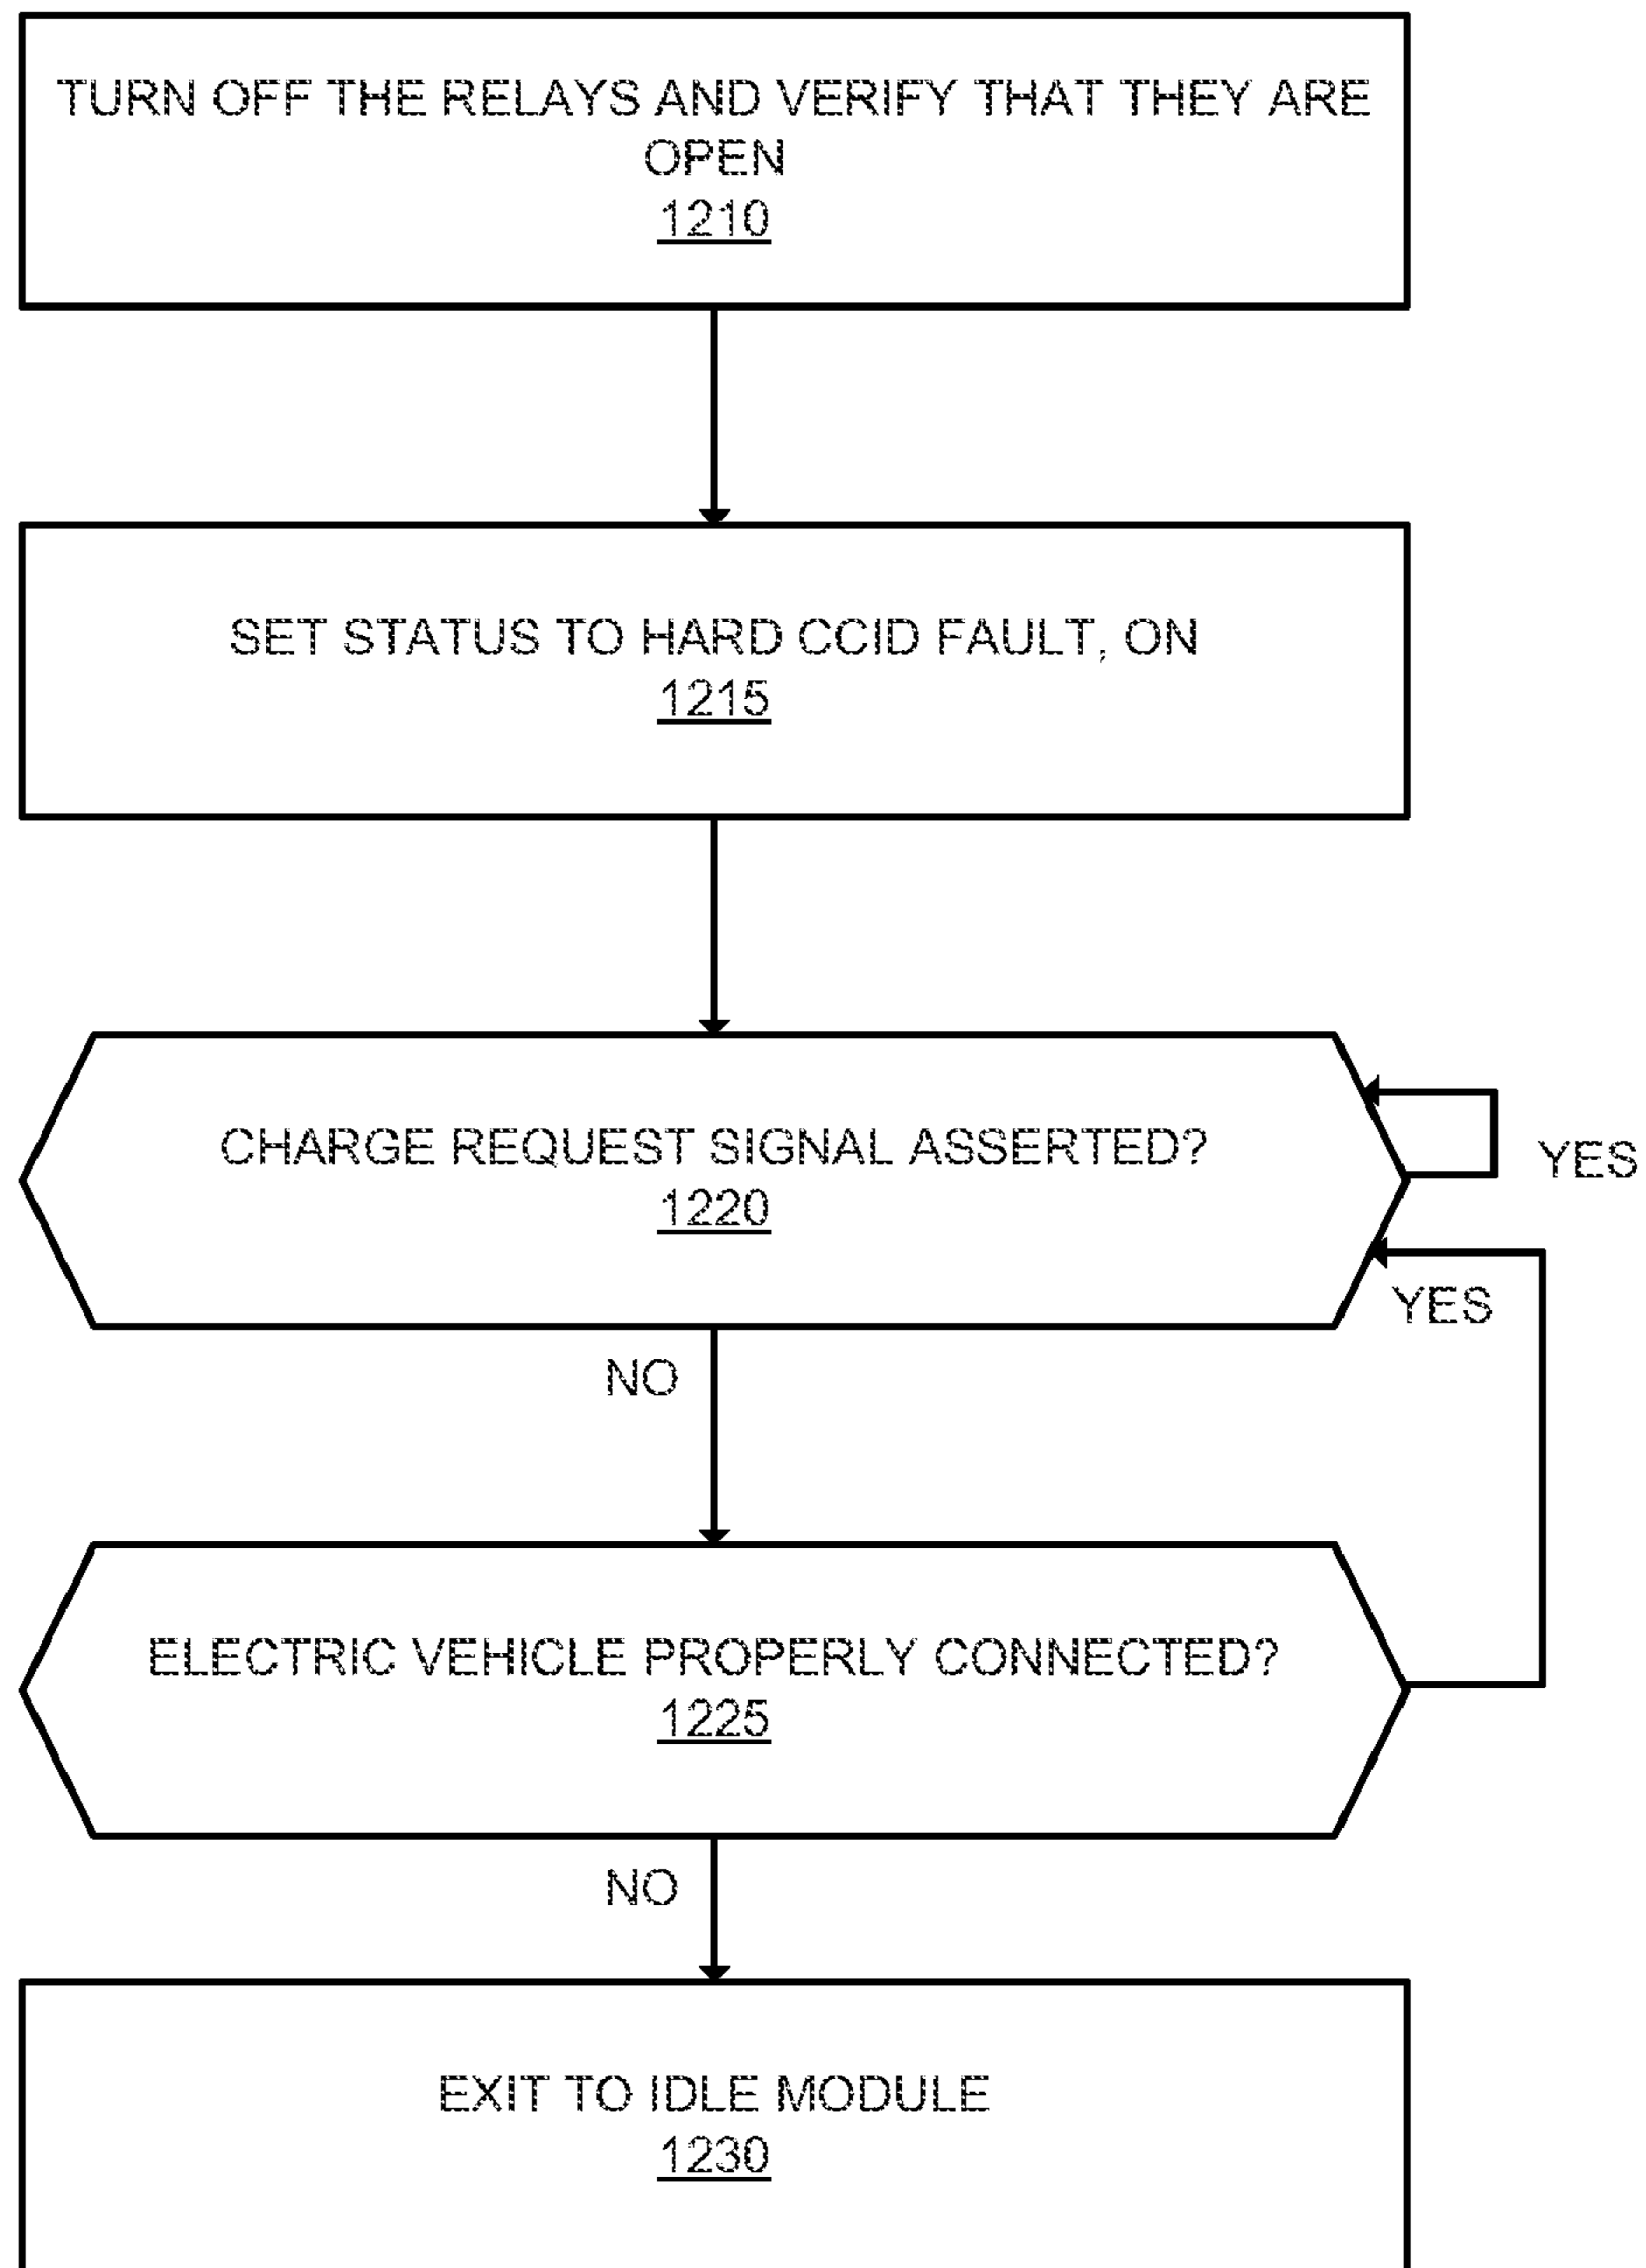 TURN OFF THE RELAYS AND VERIFY THAT THEY ARE
OPEN
1210
SET STATUS TO HARD CCID FAULT, ON
1215
CHARGE REQUEST SIGNAL ASSERTED?
1220
YES
YES
NO
ELECTRIC VEHICLE PROPERLY CONNECTED?
1225
NO
EXIT TO IDLE MODULE
1230